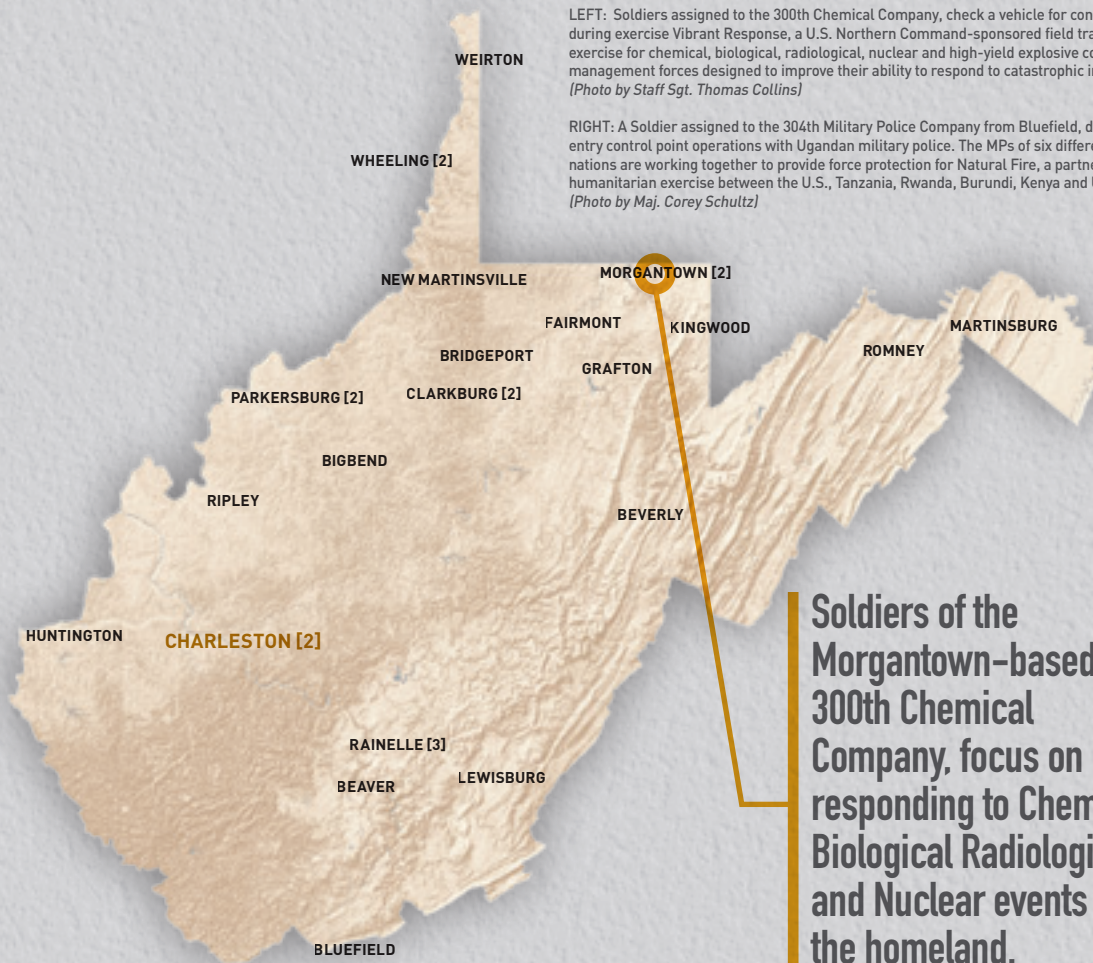 LEFT: Soldiers assigned to the 300th Chemical Company, check a vehicle for
during exercise Vibrant Response, a U.S. Northern Command-sponsored field
exercise for chemical, biological, radiological, nuclear and high-yield explosive
management forces designed to improve their ability to respond to catastrophic
(Photo by Staff Sgt. Thomas Collins)
RIGHT: A Soldier assigned to the 304th Military Police Company from Bluefield,
entry control point operations with Ugandan military police. The MPs of six
nations are working together to provide force protection for Natural Fire, a
humanitarian exercise between the U.S., Tanzania, Rwanda, Burundi, Kenya and
(Photo by Maj. Corey Schultz)
WEIRTON
WHEELING [2]
NEW MARTINSVILLE
MORGANTOWN [2]
FAIRMONT
KINGWOOD
MARTINSBURG
ROMNEY
BRIDGEPORT
GRAFTON
PARKERSBURG [2]
CLARKBURG [2]
BIGBEND
RIPLEY
BEVERLY
HUNTINGTON
CHARLESTON [2]
RAINELLE [3]
BEAVER
LEWISBURG
BLUEFIELD
Soldiers of the
Morgantown-based
300th Chemical
Company, focus on
responding to
Biological
and Nuclear events
the homeland.